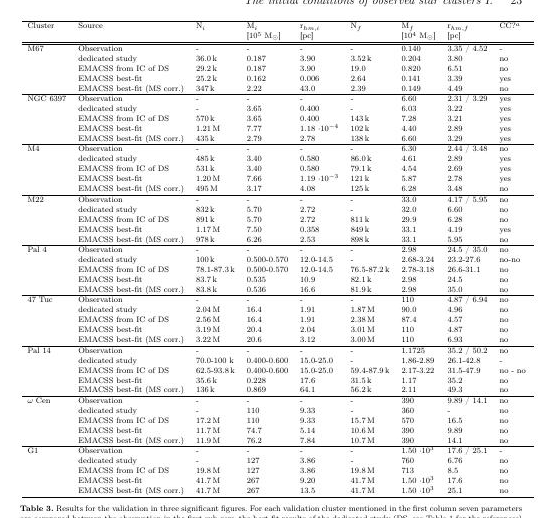 The initial conditions of observed star clusters I. 23
Cluster Source N_i M_i r_hm,i N_f M_f r_hm,f CC?^a
[10^5 M_⊙] [pc] [10^4 M_⊙] [pc]
M67 Observation - - - - 0.140 3.35 / 4.52 -
dedicated study 36.0 k 0.187 3.90 3.52 k 0.204 3.80 no
EMACSS from IC of DS 29.2 k 0.187 3.90 19.0 0.820 6.51 no
EMACSS best-fit 25.2 k 0.162 0.006 2.64 0.141 3.39 yes
EMACSS best-fit (MS corr.) 347 k 2.22 43.0 2.39 0.149 4.49 no
NGC 6397 Observation - - - - 6.60 2.31 / 3.29 yes
dedicated study - 3.65 0.400 - 6.03 3.22 yes
EMACSS from IC of DS 570 k 3.65 0.400 143 k 7.28 3.21 yes
EMACSS best-fit 1.21 M 7.77 1.18 ·10^-4 102 k 4.40 2.89 yes
EMACSS best-fit (MS corr.) 435 k 2.79 2.78 138 k 6.60 3.29 yes
M4 Observation - - - - 6.30 2.44 / 3.48 no
dedicated study 485 k 3.40 0.580 86.0 k 4.61 2.89 yes
EMACSS from IC of DS 531 k 3.40 0.580 79.1 k 4.54 2.69 yes
EMACSS best-fit 1.20 M 7.66 1.19 ·10^-3 121 k 5.87 2.78 yes
EMACSS best-fit (MS corr.) 495 M 3.17 4.08 125 k 6.28 3.48 no
M22 Observation - - - - 33.0 4.17 / 5.95 no
dedicated study 832 k 5.70 2.72 - 32.0 6.60 no
EMACSS from IC of DS 891 k 5.70 2.72 811 k 29.9 6.28 no
EMACSS best-fit 1.17 M 7.50 0.358 849 k 33.1 4.19 yes
EMACSS best-fit (MS corr.) 978 k 6.26 2.53 898 k 33.1 5.95 no
Pal 4 Observation - - - - 2.98 24.5 / 35.0 no
dedicated study 100 k 0.500-0.570 12.0-14.5 - 2.68-3.24 23.2-27.6 no-no
EMACSS from IC of DS 78.1-87.3 k 0.500-0.570 12.0-14.5 76.5-87.2 k 2.78-3.18 26.6-31.1 no
EMACSS best-fit 83.7 k 0.535 10.9 82.1 k 2.98 24.5 no
EMACSS best-fit (MS corr.) 83.8 k 0.536 16.6 81.9 k 2.98 35.0 no
47 Tuc Observation - - - - 110 4.87 / 6.94 no
dedicated study 2.04 M 16.4 1.91 1.87 M 90.0 4.96 no
EMACSS from IC of DS 2.56 M 16.4 1.91 2.38 M 87.4 4.57 no
EMACSS best-fit 3.19 M 20.4 2.04 3.01 M 110 4.87 no
EMACSS best-fit (MS corr.) 3.22 M 20.6 3.12 3.00 M 110 6.93 no
Pal 14 Observation - - - - 1.1725 35.2 / 50.2 no
dedicated study 70.0-100 k 0.400-0.600 15.0-25.0 - 1.86-2.89 26.1-42.8 -
EMACSS from IC of DS 62.5-93.8 k 0.400-0.600 15.0-25.0 59.4-87.9 k 2.17-3.22 31.5-47.9 no - no
EMACSS best-fit 35.6 k 0.228 17.6 31.5 k 1.17 35.2 no
EMACSS best-fit (MS corr.) 136 k 0.869 64.1 56.2 k 2.11 49.3 no
ω Cen Observation - - - - 390 9.89 / 14.1 no
dedicated study - 110 9.33 - 360 - no
EMACSS from IC of DS 17.2 M 110 9.33 15.7 M 570 16.5 no
EMACSS best-fit 11.7 M 74.7 5.14 10.6 M 390 9.89 no
EMACSS best-fit (MS corr.) 11.9 M 76.2 7.84 10.7 M 390 14.1 no
G1 Observation - - - - 1.50 ·10^3 17.6 / 25.1 -
dedicated study - 127 3.86 - 760 6.76 no
EMACSS from IC of DS 19.8 M 127 3.86 19.8 M 713 8.5 no
EMACSS best-fit 41.7 M 267 9.20 41.7 M 1.50 ·10^3 17.6 no
EMACSS best-fit (MS corr.) 41.7 M 267 13.5 41.7 M 1.50 ·10^3 25.1 no
Table 3. Results for the validation in three significant figures. For each validation cluster mentioned in the first column seven parameters